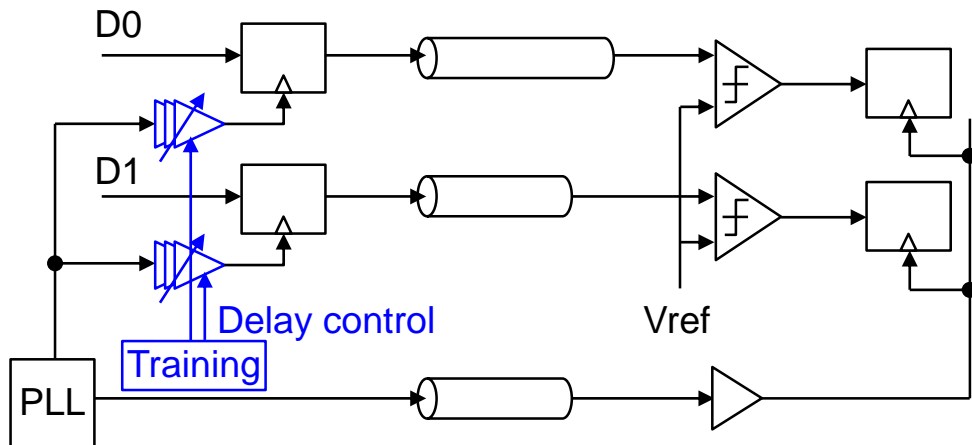 D0
D1
Delay control
Vref
Training
PLL